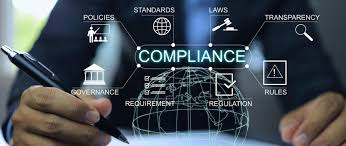 STANDARDS
LAWS
POLICIES
TRANSPARENCY
COMPLIANCE
GOVERNANCE
RULES
REQUIREMENT
REGULATION